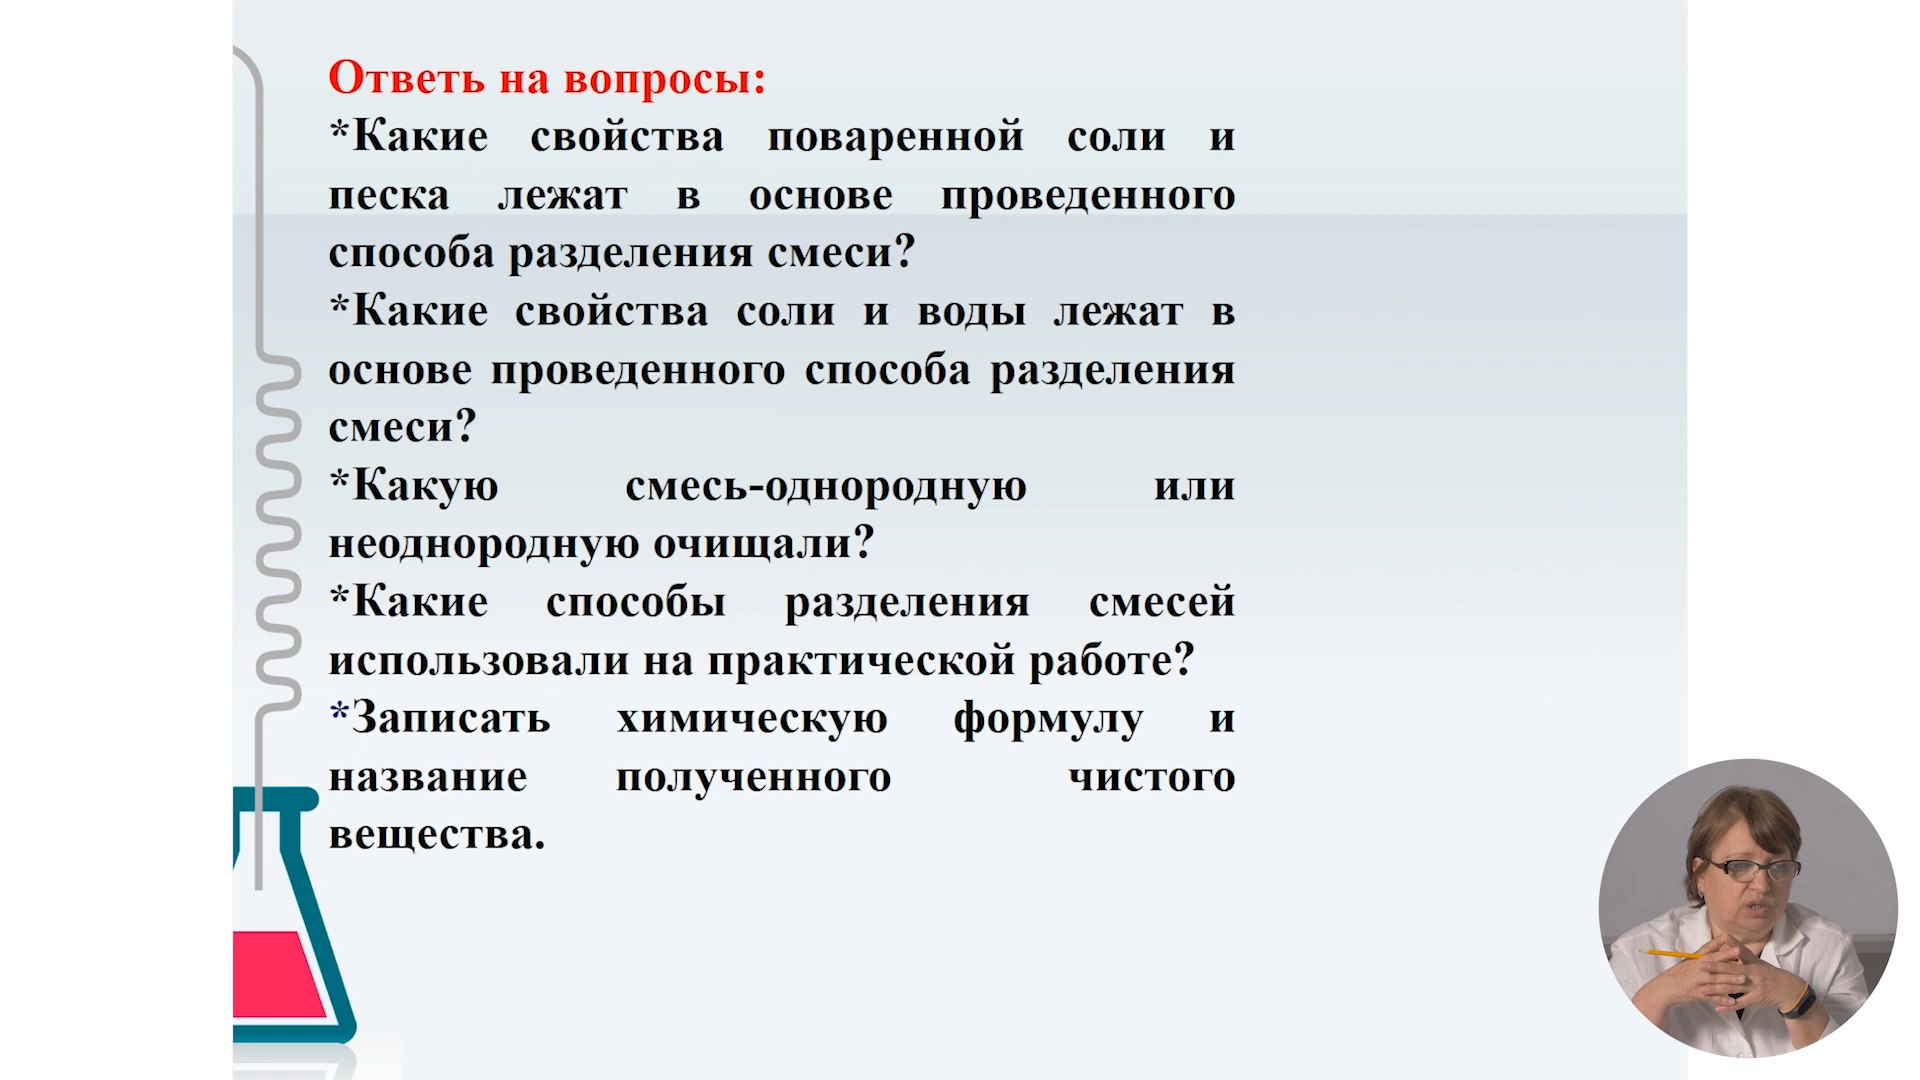 Ответь на вопросы:
*Какие свойства поваренной соли и
песка лежат в основе проведенного
способа разделения смеси?
*Какие свойства соли и воды лежат в
основе проведенного способа разделения
смеси?
*Какую смесь-однородную или
неоднородную очищали?
*Какие способы разделения смесей
использовали на практической работе?
*Записать химическую формулу и
название полученного чистого
вещества.